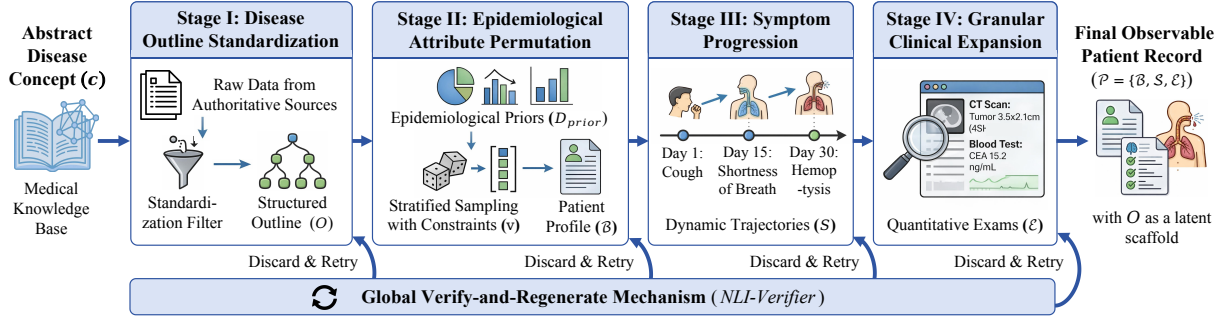 Abstract
Disease
Concept (c)
Medical
Knowledge
Base
Stage I: Disease
Outline Standardization
Raw Data from
Authoritative Sources
Standardi-
zation Filter
Structured
Outline (O)
Stage II: Epidemiological
Attribute Permutation
Epidemiological Priors (D_prior)
Stratified Sampling
with Constraints (v)
Patient
Profile (ℬ)
Stage III: Symptom
Progression
Day 1:
Cough
Day 15:
Shortness
of Breath
Day 30:
Hemop
-tysis
Dynamic Trajectories (S)
Stage IV: Granular
Clinical Expansion
CT Scan:
Tumor 3.5x2.1cm
(4SH
Blood Test:
CEA 15.2
ng/mL
Quantitative Exams (ℰ)
Final Observable
Patient Record
(𝒫 = {ℬ, 𝒮, ℰ})
with O as a latent
scaffold
Discard & Retry
Discard & Retry
Discard & Retry
Discard & Retry
Global Verify-and-Regenerate Mechanism (NLI-Verifier)